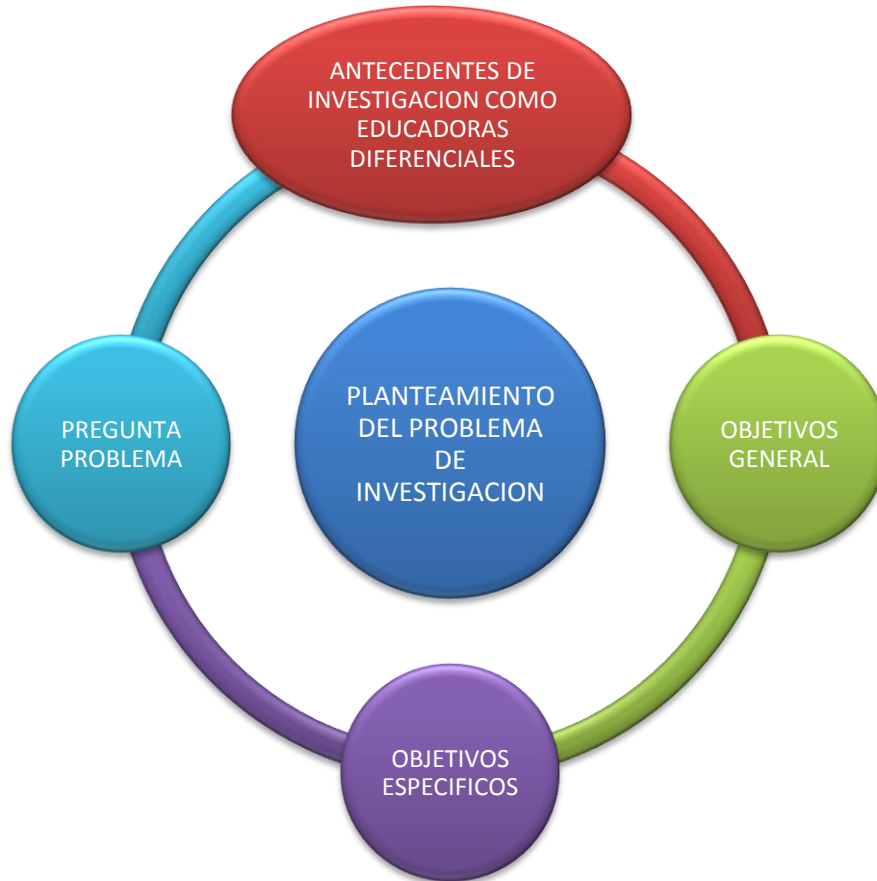 ANTECEDENTES DE
INVESTIGACION COMO
EDUCADORAS
DIFERENCIALES
PLANTEAMIENTO
DEL PROBLEMA
DE
INVESTIGACION
PREGUNTA
PROBLEMA
OBJETIVOS
GENERAL
OBJETIVOS
ESPECIFICOS